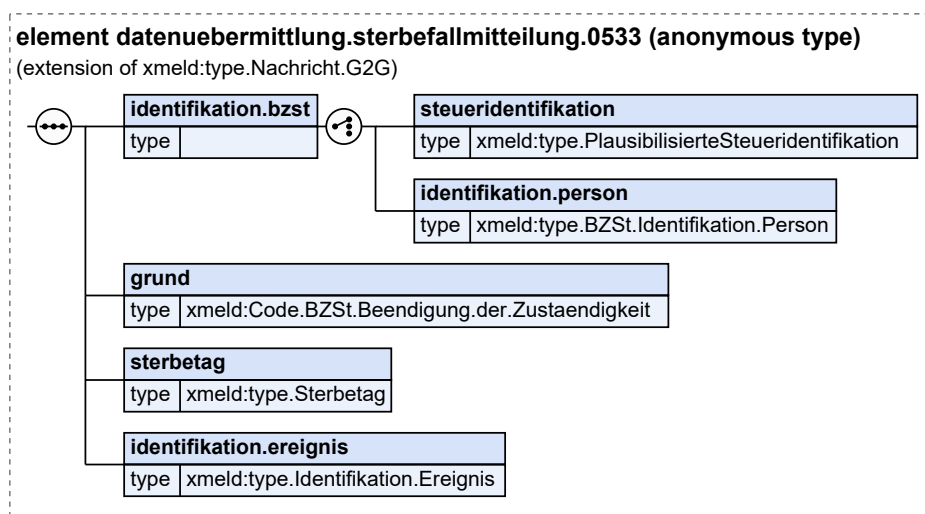 element datenuebermittlung.sterbefallmitteilung.0533 (anonymous type)
(extension of xmeld:type.Nachricht.G2G)
identifikation.bzst
type
steueridentifikation
type xmeld:type.PlausibilisierteSteueridentifikation
identifikation.person
type xmeld:type.BZSt.Identifikation.Person
grund
type xmeld:Code.BZSt.Beendigung.der.Zustaendigkeit
sterbetag
type xmeld:type.Sterbetag
identifikation.ereignis
type xmeld:type.Identifikation.Ereignis